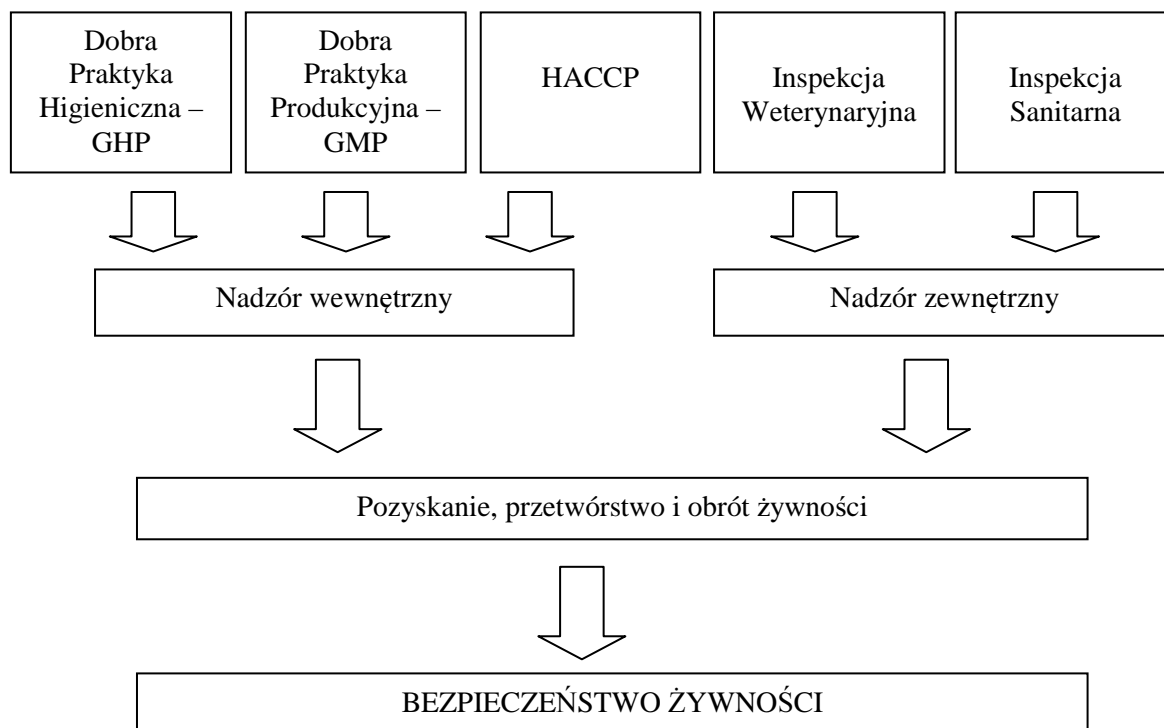 Dobra
Praktyka
Higieniczna –
GHP
Dobra
Praktyka
Produkcyjna –
GMP
HACCP
Inspekcja
Weterynaryjna
Inspekcja
Sanitarna
Nadzór wewnętrzny
Nadzór zewnętrzny
Pozyskanie, przetwórstwo i obrót żywności
BEZPIECZEŃSTWO ŻYWNOŚCI